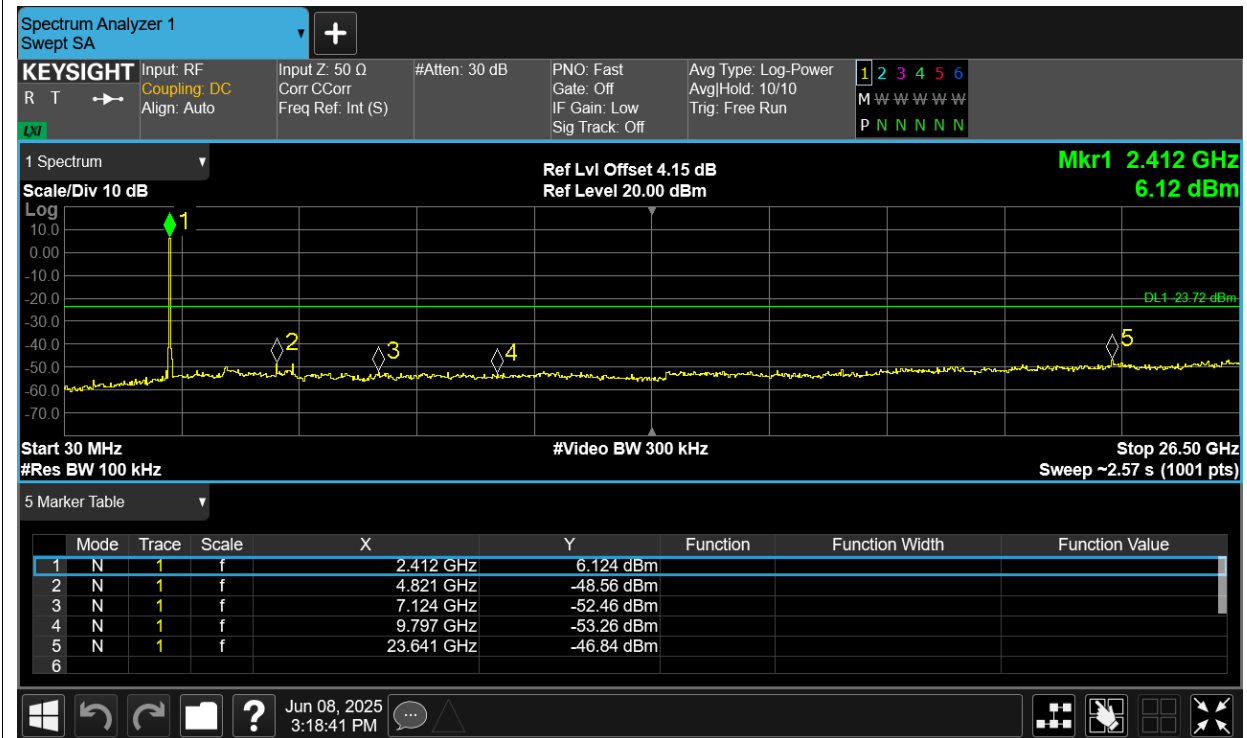 Spectrum Analyzer 1
Swept SA
+
KEYSIGHT Input: RF Input Z: 50 Ω #Atten: 30 dB PNO: Fast Avg Type: Log-Power 1 2 3 4 5 6
R T Coupling: DC Corr CCorr Gate: Off Avg|Hold: 10/10 M W W W W W
Align: Auto Freq Ref: Int (S) IF Gain: Low Trig: Free Run
LXI Sig Track: Off P N N N N N
1 Spectrum Ref Lvl Offset 4.15 dB Mkr1 2.412 GHz
Scale/Div 10 dB Ref Level 20.00 dBm 6.12 dBm
Log
1
10.0
0.00
-10.0
-20.0 DL1 -23.72 dBm
-30.0
-40.0 2 3 4 5
-50.0
-60.0
-70.0
Start 30 MHz #Video BW 300 kHz Stop 26.50 GHz
#Res BW 100 kHz Sweep ~2.57 s (1001 pts)
5 Marker Table
Mode Trace Scale X Y Function Function Width Function Value
1 N 1 f 2.412 GHz 6.124 dBm
2 N 1 f 4.821 GHz -48.56 dBm
3 N 1 f 7.124 GHz -52.46 dBm
4 N 1 f 9.797 GHz -53.26 dBm
5 N 1 f 23.641 GHz -46.84 dBm
6
? Jun 08, 2025
3:18:41 PM